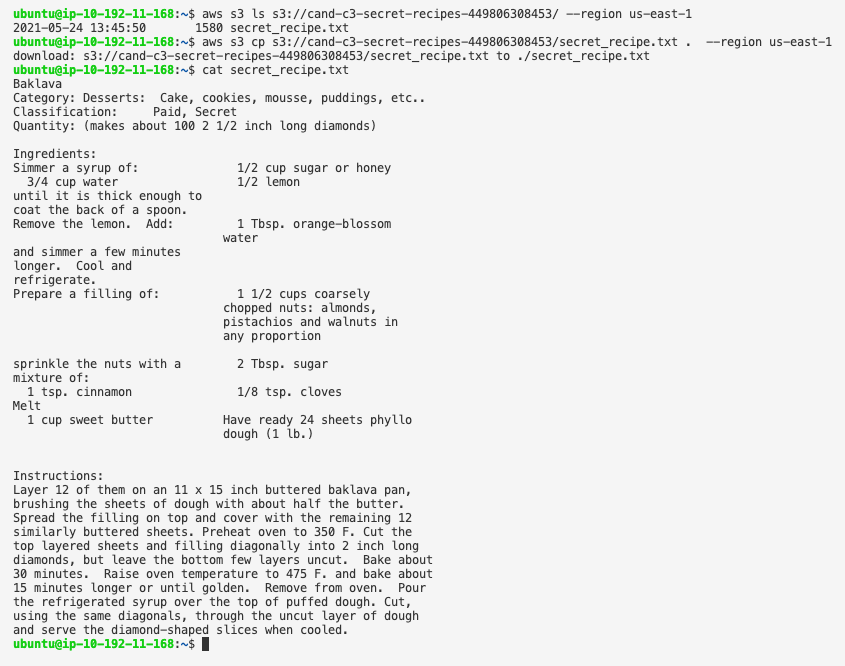 ubuntu@ip-10-192-11-168:~$ aws s3 ls s3://cand-c3-secret-recipes-449806308453/ --region us-east-1
2021-05-24 13:45:50       1580 secret_recipe.txt
ubuntu@ip-10-192-11-168:~$ aws s3 cp s3://cand-c3-secret-recipes-449806308453/secret_recipe.txt .  --region us-east-1
download: s3://cand-c3-secret-recipes-449806308453/secret_recipe.txt to ./secret_recipe.txt
ubuntu@ip-10-192-11-168:~$ cat secret_recipe.txt
Baklava
Category: Desserts:  Cake, cookies, mousse, puddings, etc..
Classification:     Paid, Secret
Quantity: (makes about 100 2 1/2 inch long diamonds)

Ingredients:
Simmer a syrup of:              1/2 cup sugar or honey
  3/4 cup water                 1/2 lemon
until it is thick enough to
coat the back of a spoon.
Remove the lemon.  Add:         1 Tbsp. orange-blossom
                              water
and simmer a few minutes
longer.  Cool and
refrigerate.
Prepare a filling of:           1 1/2 cups coarsely
                              chopped nuts: almonds,
                              pistachios and walnuts in
                              any proportion

sprinkle the nuts with a        2 Tbsp. sugar
mixture of:
  1 tsp. cinnamon               1/8 tsp. cloves
Melt
  1 cup sweet butter          Have ready 24 sheets phyllo
                              dough (1 lb.)

Instructions:
Layer 12 of them on an 11 x 15 inch buttered baklava pan,
brushing the sheets of dough with about half the butter.
Spread the filling on top and cover with the remaining 12
similarly buttered sheets. Preheat oven to 350 F. Cut the
top layered sheets and filling diagonally into 2 inch long
diamonds, but leave the bottom few layers uncut.  Bake about
30 minutes.  Raise oven temperature to 475 F. and bake about
15 minutes longer or until golden.  Remove from oven.  Pour
the refrigerated syrup over the top of puffed dough. Cut,
using the same diagonals, through the uncut layer of dough
and serve the diamond-shaped slices when cooled.
ubuntu@ip-10-192-11-168:~$